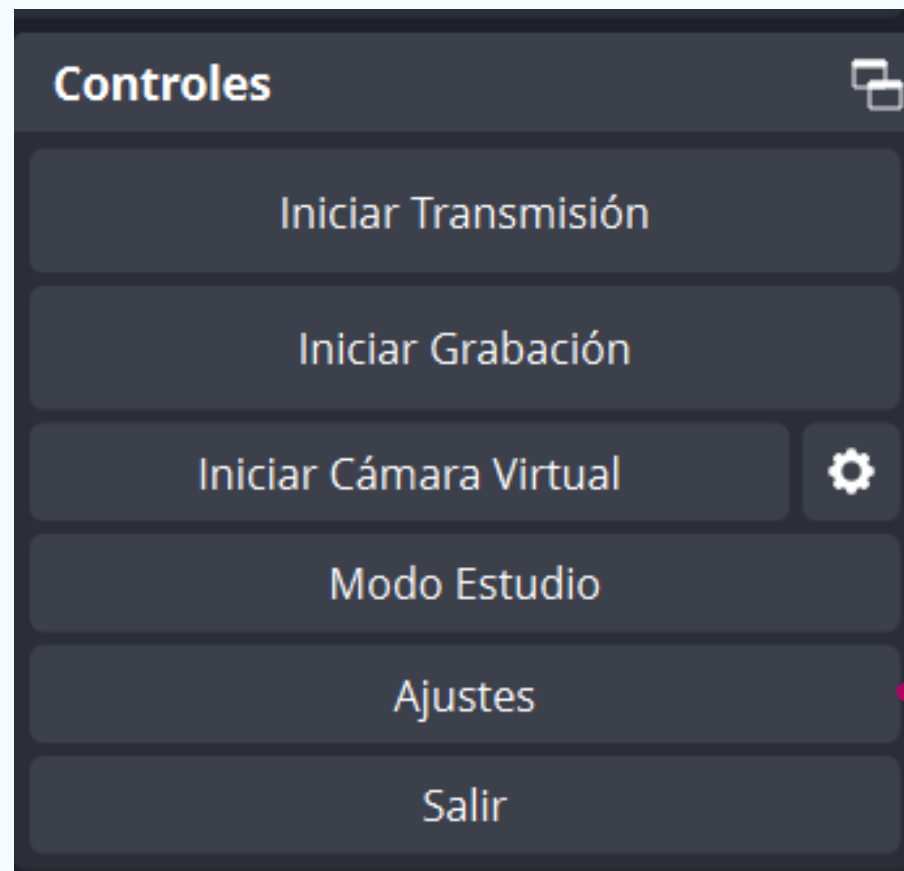 Controles
Iniciar Transmisión
Iniciar Grabación
Iniciar Cámara Virtual
Modo Estudio
Ajustes
Salir